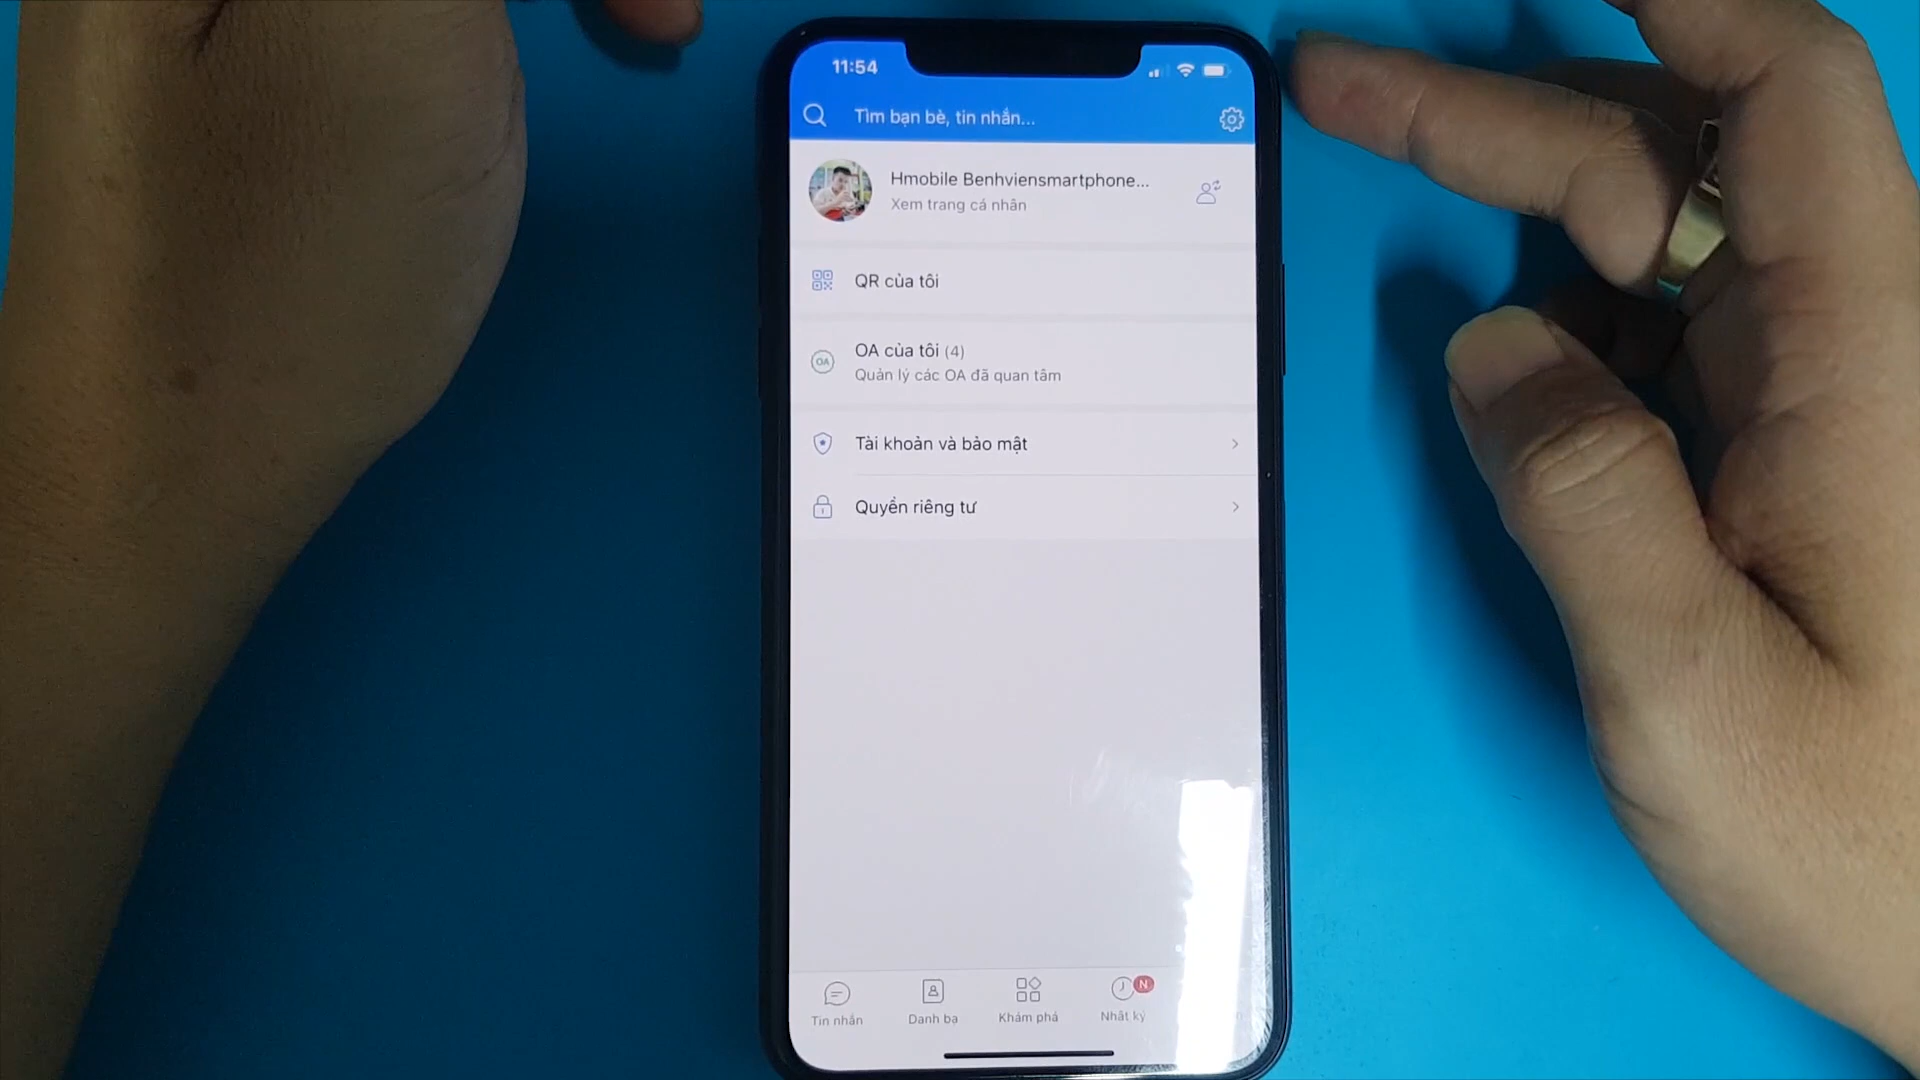 11:54
Tìm bạn bè, tin nhắn...
Hmobile Benhviensmartphone...
Xem trang cá nhân
QR của tôi
OA
OA của tôi (4)
Quản lý các OA đã quan tâm
Tài khoản và bảo mật
Quyền riêng tư
N
Tin nhắn
Danh bạ
Khám phá
Nhật ký